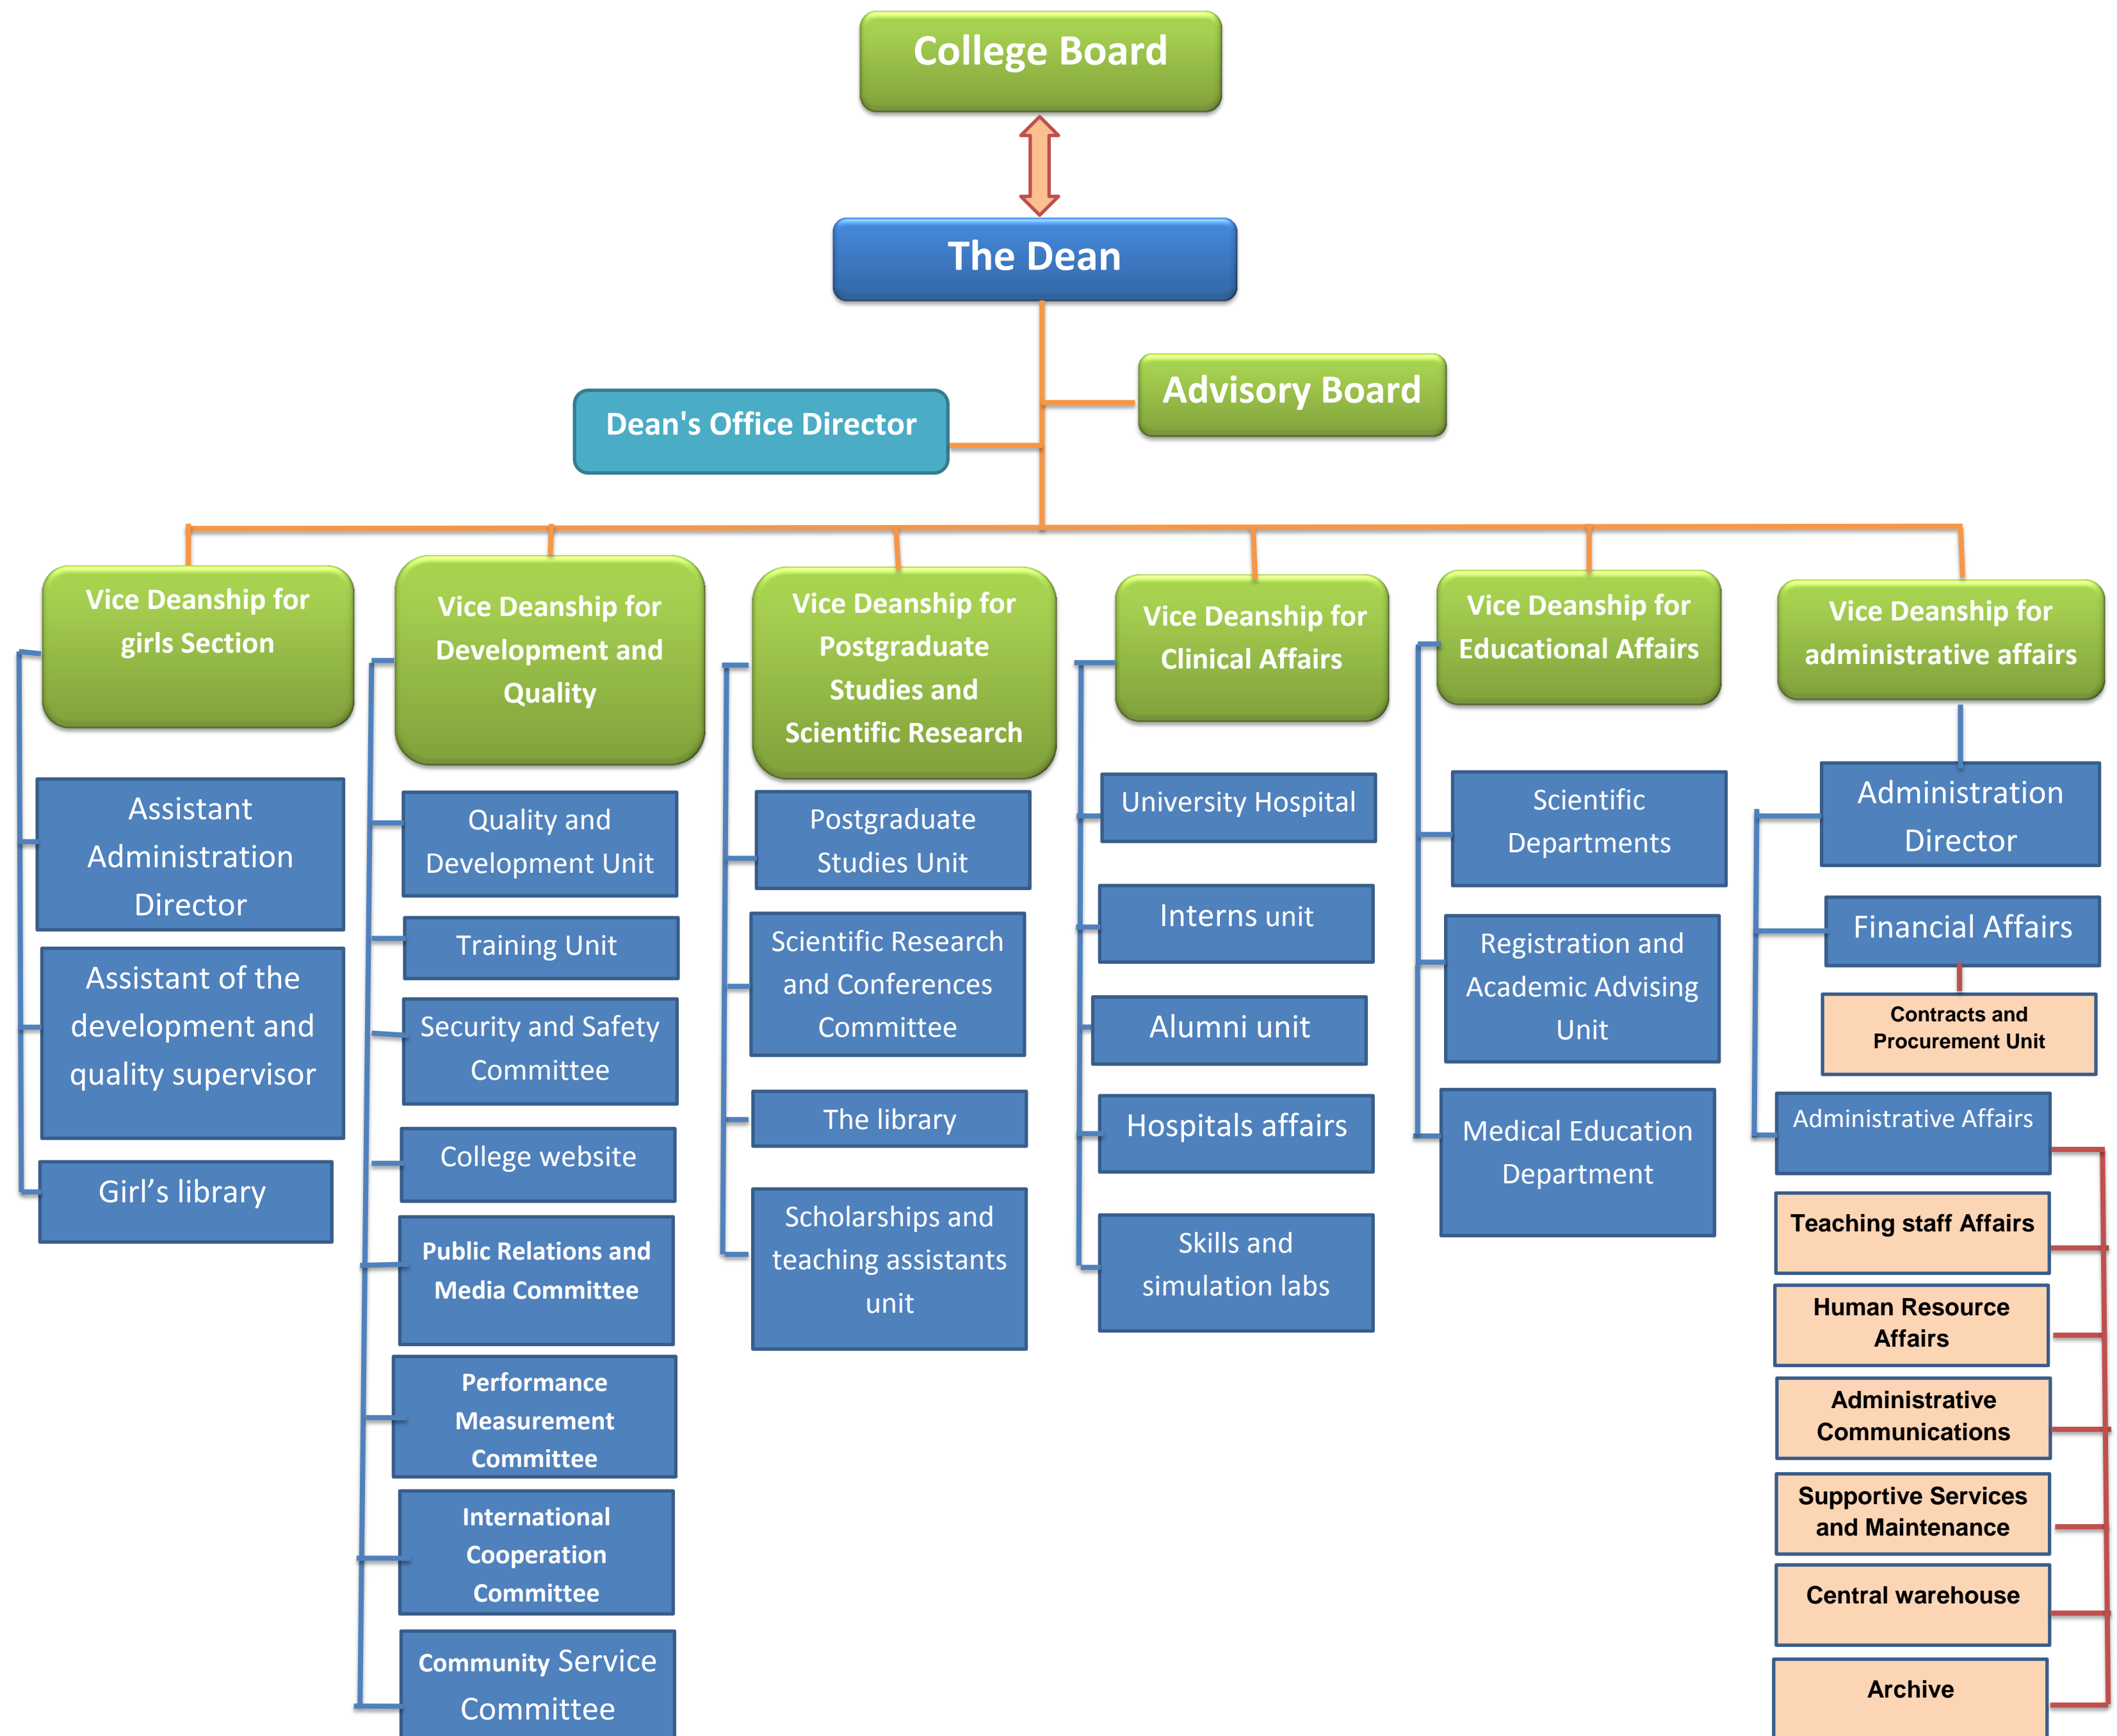 College Board
The Dean
Advisory Board
Dean's Office Director
Vice Deanship for
girls Section
Assistant
Administration
Director
Assistant of the
development and
quality supervisor
Girl’s library
Vice Deanship for
Development and
Quality
Quality and
Development Unit
Training Unit
Security and Safety
Committee
College website
Public Relations and
Media Committee
Performance
Measurement
Committee
International
Cooperation
Committee
Community Service
Committee
Vice Deanship for
Postgraduate
Studies and
Scientific Research
Postgraduate
Studies Unit
Scientific Research
and Conferences
Committee
The library
Scholarships and
teaching assistants
unit
Vice Deanship for
Clinical Affairs
University Hospital
Interns unit
Alumni unit
Hospitals affairs
Skills and
simulation labs
Vice Deanship for
Educational Affairs
Scientific
Departments
Registration and
Academic Advising
Unit
Medical Education
Department
Vice Deanship for
administrative affairs
Administration
Director
Financial Affairs
Contracts and
Procurement Unit
Administrative Affairs
Teaching staff Affairs
Human Resource
Affairs
Administrative
Communications
Supportive Services
and Maintenance
Central warehouse
Archive